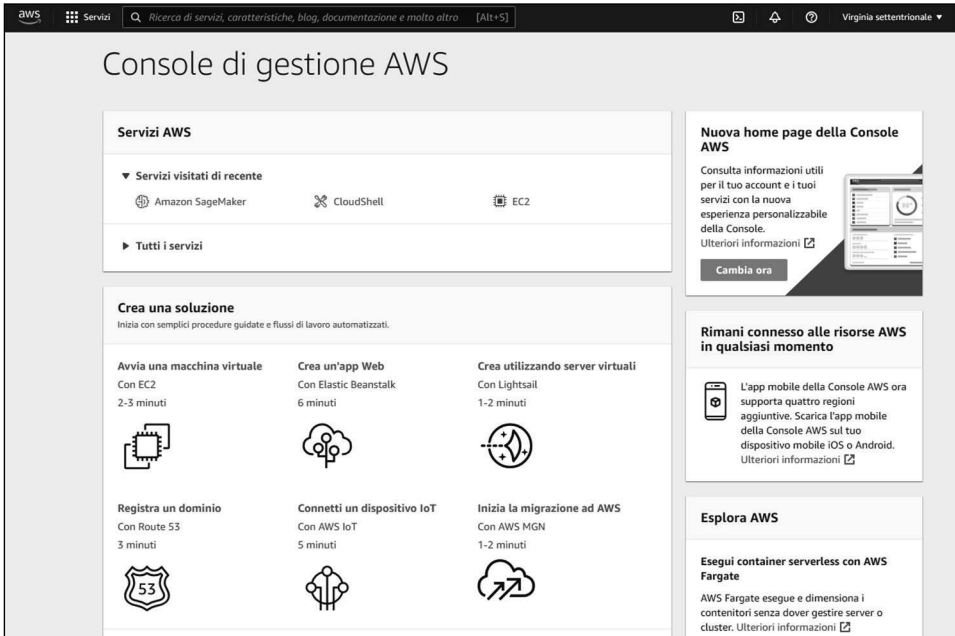 aws Servizi Ricerca di servizi, caratteristiche, blog, documentazione e molto altro [Alt+S] Virginia settentrionale
Console di gestione AWS
Servizi AWS
Servizi visitati di recente
Amazon SageMaker CloudShell EC2
Tutti i servizi
Crea una soluzione
Inizia con semplici procedure guidate e flussi di lavoro automatizzati.
Avvia una macchina virtuale
Con EC2
2-3 minuti
Crea un'app Web
Con Elastic Beanstalk
6 minuti
Crea utilizzando server virtuali
Con Lightsail
1-2 minuti
Registra un dominio
Con Route 53
3 minuti
53
Connetti un dispositivo IoT
Con AWS IoT
5 minuti
Inizia la migrazione ad AWS
Con AWS MGN
1-2 minuti
Nuova home page della Console
AWS
Consulta informazioni utili
per il tuo account e i tuoi
servizi con la nuova
esperienza personalizzabile
della Console.
Ulteriori informazioni
Cambia ora
Rimani connesso alle risorse AWS
in qualsiasi momento
L'app mobile della Console AWS ora
supporta quattro regioni
aggiuntive. Scarica l'app mobile
della Console AWS sul tuo
dispositivo mobile iOS o Android.
Ulteriori informazioni
Esplora AWS
Esegui container serverless con AWS
Fargate
AWS Fargate esegue e dimensiona i
contenitori senza dover gestire server o
cluster. Ulteriori informazioni